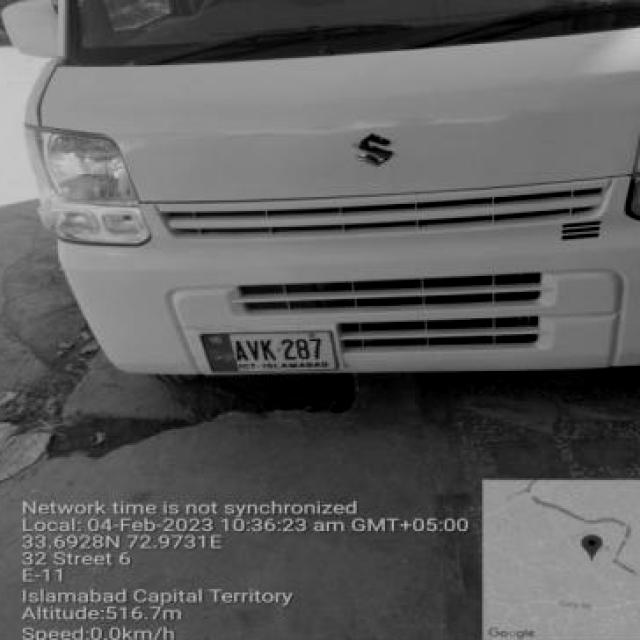 AVK 287
ICT-ISLAMABAD
Network time is not synchronized
Local: 04-Feb-2023 10:36:23 am GMT+05:00
33.6928N 72.9731E
32 Street 6
E-11
Islamabad Capital Territory
Altitude:516.7m
Speed:0.0km/h
Google